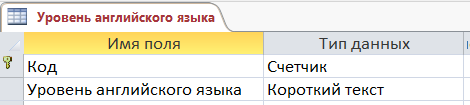 Уровень английского языка
Имя поля Тип данных
Код Счетчик
Уровень английского языка Короткий текст